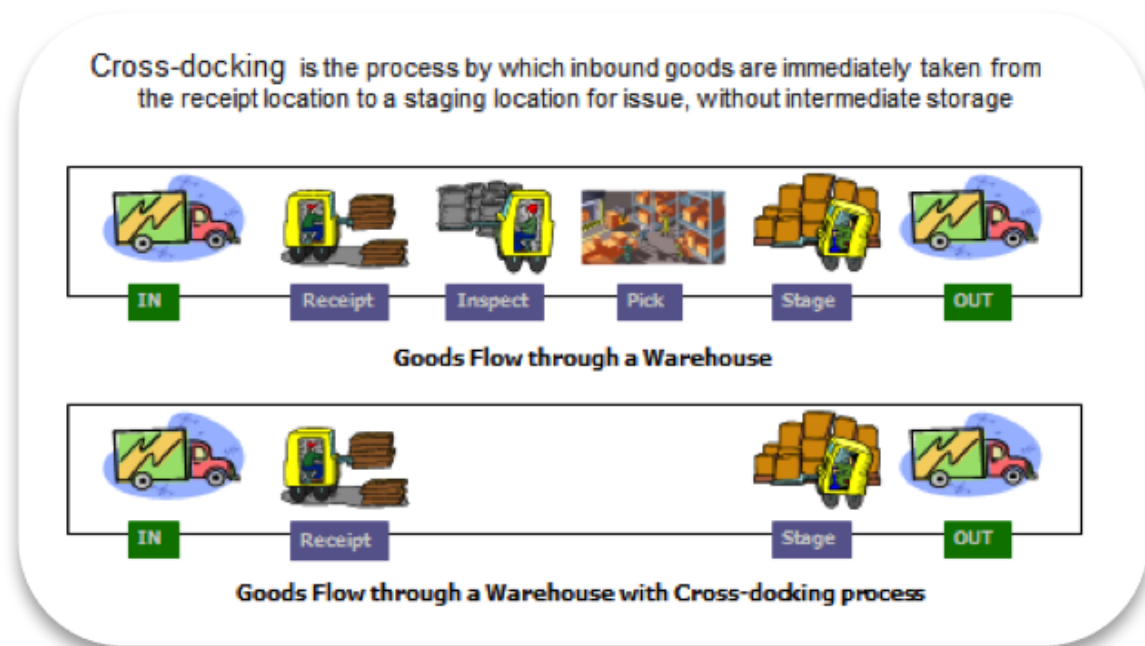 Cross-docking is the process by which inbound goods are immediately taken from
the receipt location to a staging location for issue, without intermediate storage
IN Receipt Inspect Pick Stage OUT
Goods Flow through a Warehouse
IN Receipt Stage OUT
Goods Flow through a Warehouse with Cross-docking process